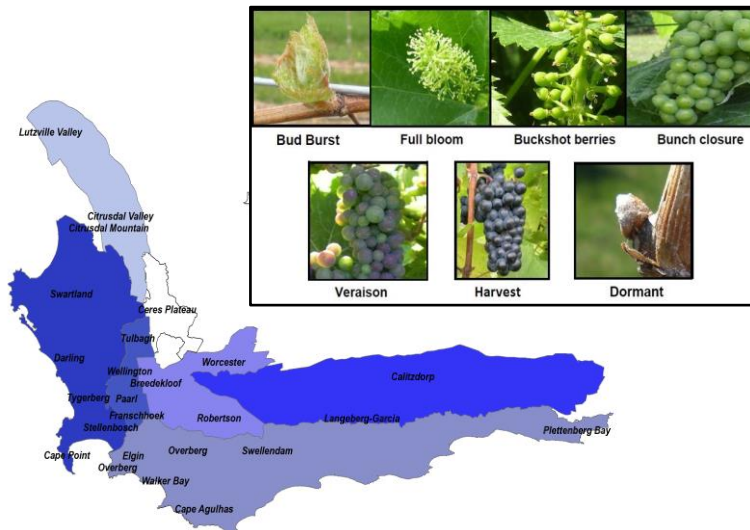 Bud Burst
Full bloom
Buckshot berries
Bunch closure
Veraison
Harvest
Dormant
Lutzville Valley
Citrusdal Valley
Citrusdal Mountain
Swartland
Ceres Plateau
Tulbagh
Darling
Worcester
Wellington
Breedekloof
Calitzdorp
Tygerberg
Paarl
Franschhoek
Robertson
Langeberg-Garcia
Stellenbosch
Plettenberg Bay
Cape Point
Elgin
Overberg
Swellendam
Overberg
Walker Bay
Cape Agulhas